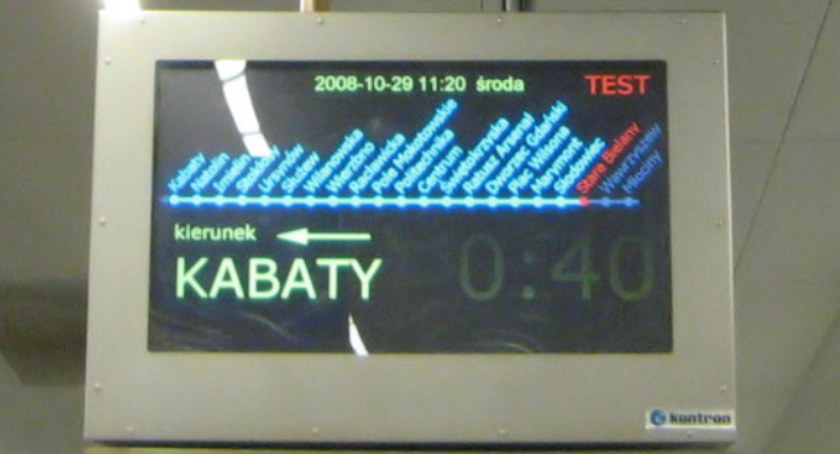 2008-10-29 11:20 środa
TEST
Kabaty
Natolin
Imielin
Stokłosy
Ursynów
Służew
Wilanowska
Wierzbno
Racławicka
Pole Mokotowskie
Politechnika
Centrum
Świętokrzyska
Ratusz Arsenał
Dworzec Gdański
Plac Wilsona
Marymont
Słodowiec
Stare Bielany
Wawrzyszew
Młociny
kierunek
KABATY
0:40
kontron